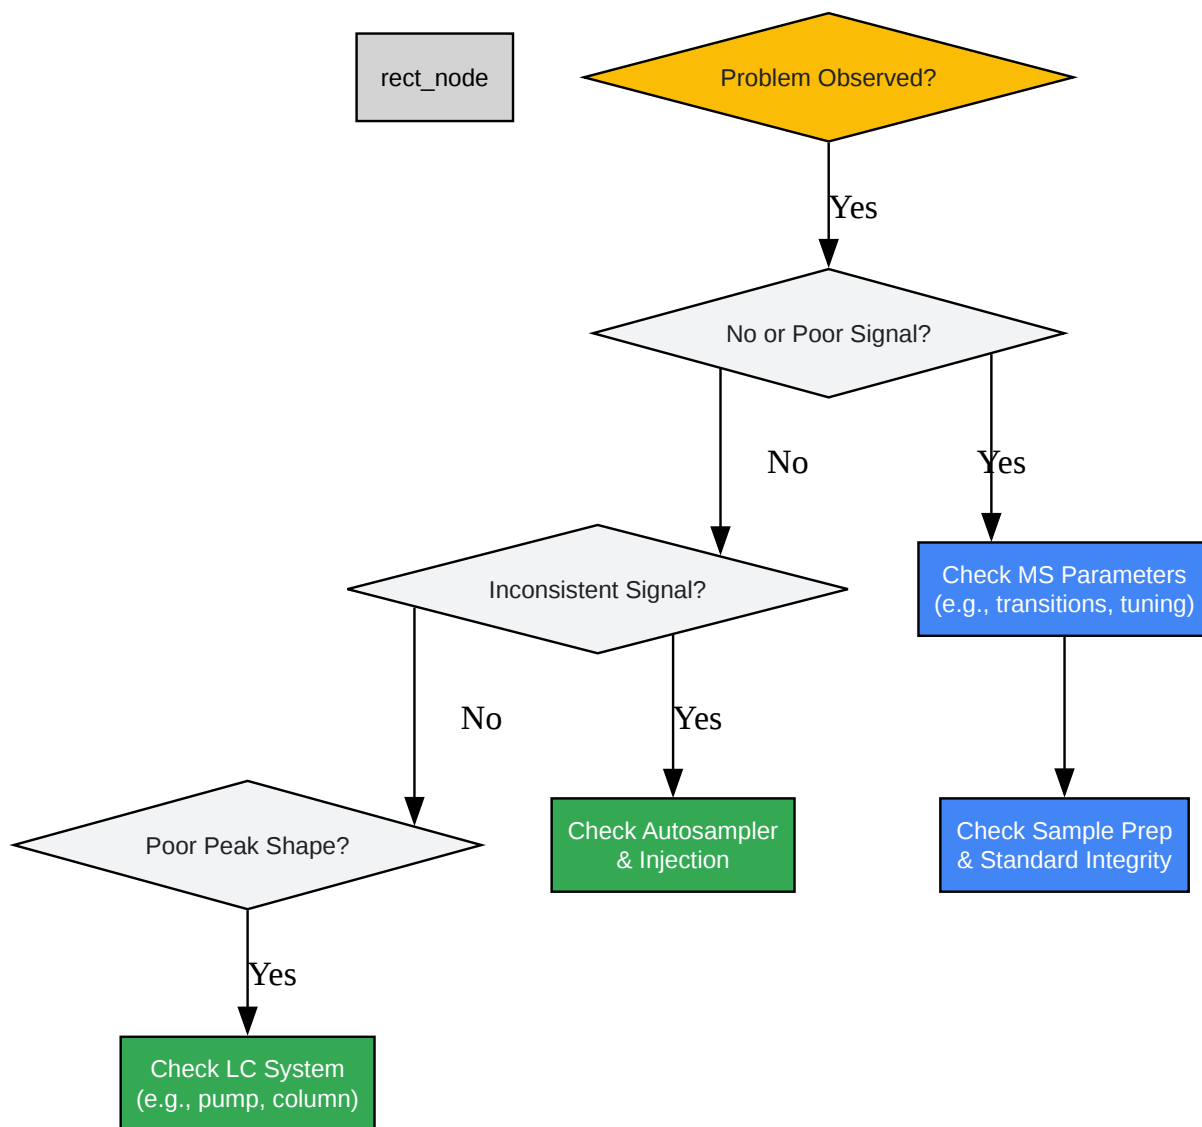 rect_node
Problem Observed?
Yes
No or Poor Signal?
No
Yes
Inconsistent Signal?
Check MS Parameters
(e.g., transitions, tuning)
No
Yes
Poor Peak Shape?
Check Autosampler
& Injection
Check Sample Prep
& Standard Integrity
Yes
Check LC System
(e.g., pump, column)